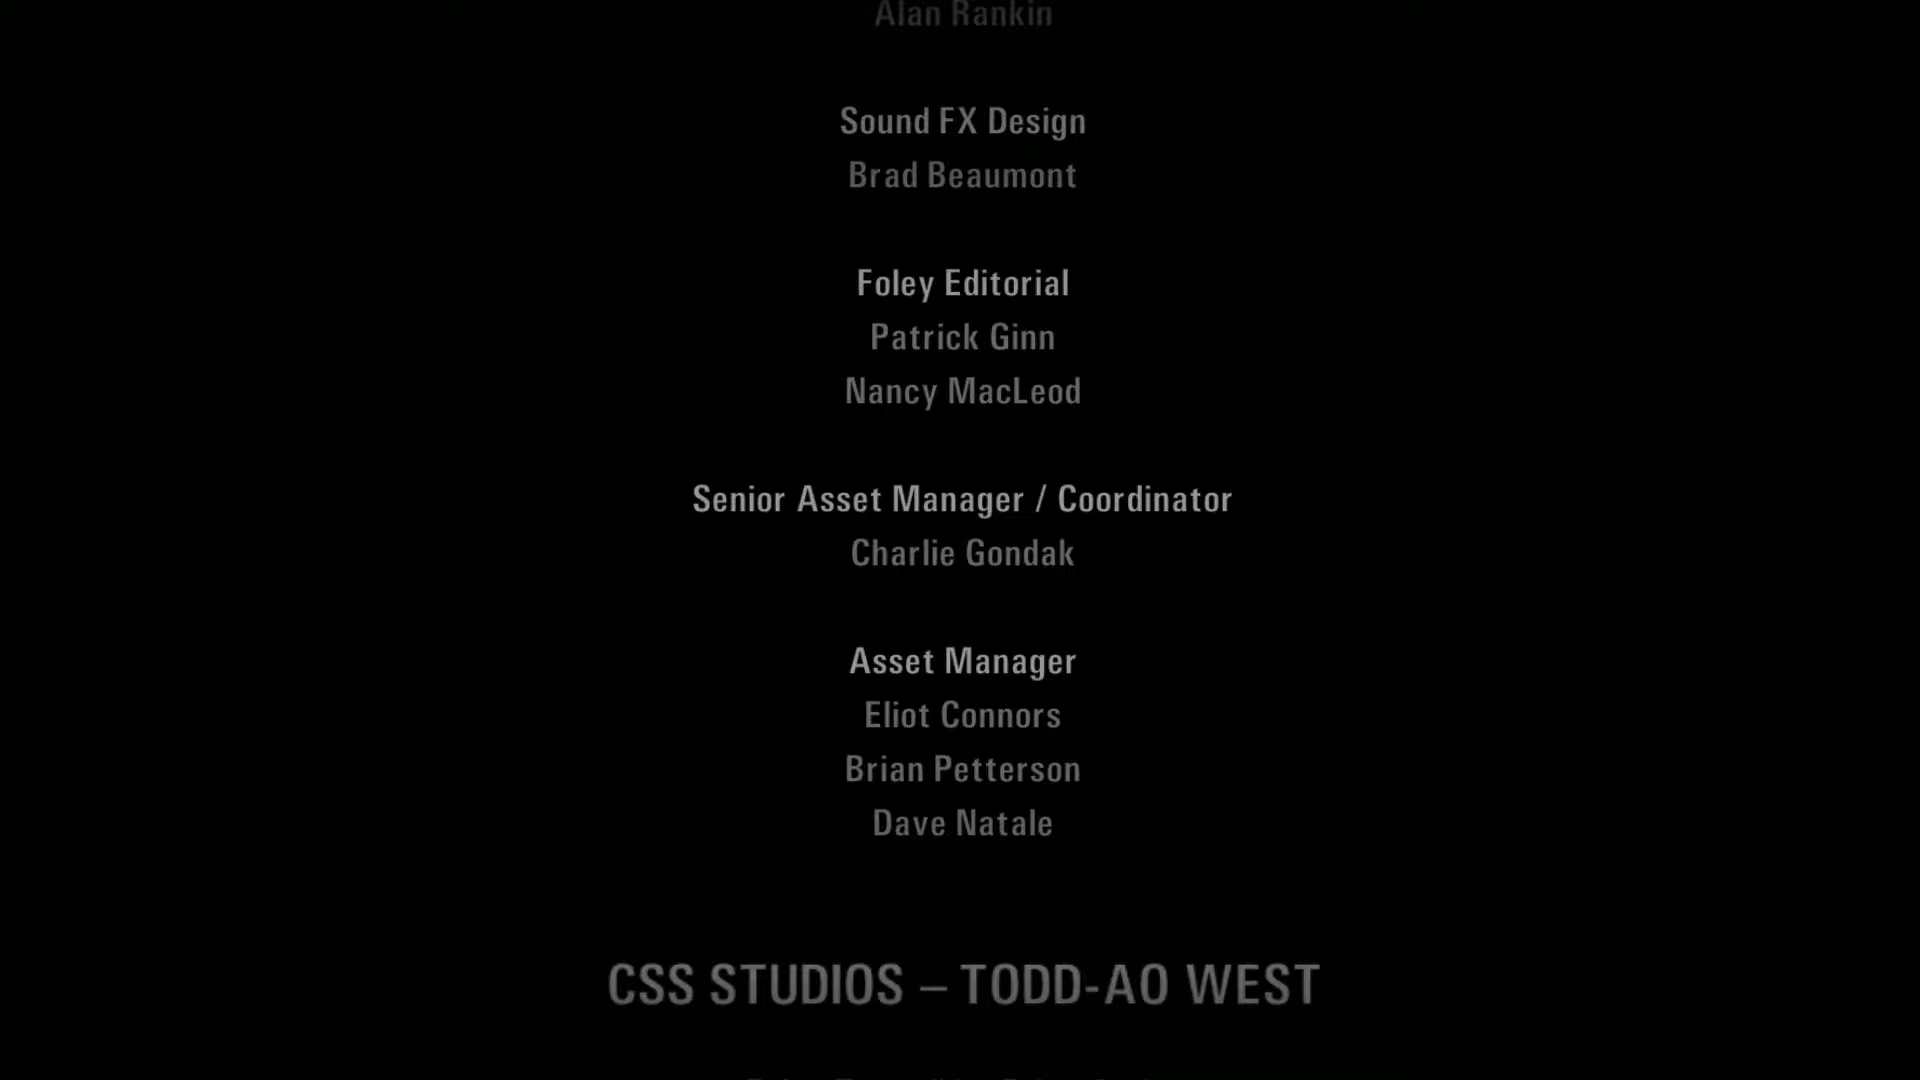 Alan Rankin
Sound FX Design
Brad Beaumont
Foley Editorial
Patrick Ginn
Nancy MacLeod
Senior Asset Manager / Coordinator
Charlie Gondak
Asset Manager
Eliot Connors
Brian Petterson
Dave Natale
CSS STUDIOS – TODD-AO WEST